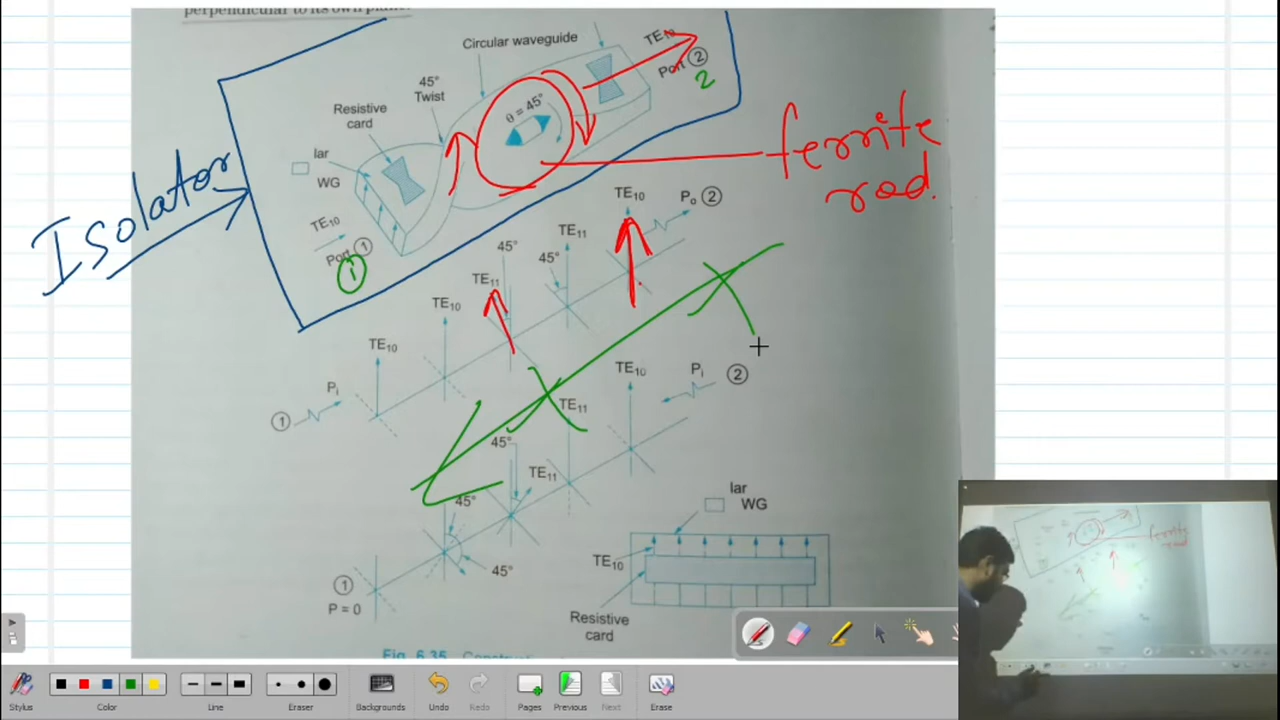 perpendicular to its own plane.
Circular waveguide
TE10
Port ②
2
45°
Twist
θ = 45°
Resistive
card
ferrite
rod.
lar
WG
Isolator
TE10
Port ①
①
TE10
Po ②
TE11
45°
45°
TE11
TE10
TE10
Pi
①
TE10
Pi
②
TE11
45°
TE11
45°
45°
①
P = 0
lar
WG
TE10
Resistive
card
Fig. 6.35
Stylus
Color
Line
Eraser
Backgrounds
Undo
Redo
Pages
Previous
Next
Erase
ferrite
rod